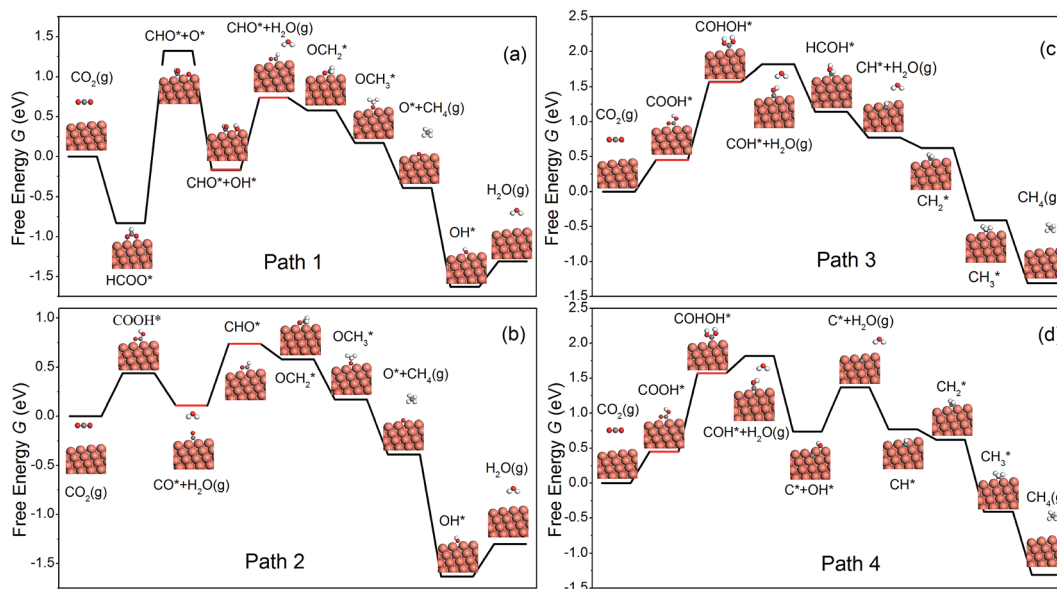 (a)
1.5
1.0
0.5
0.0
-0.5
-1.0
-1.5
Free Energy G (eV)
CO2(g)
HCOO*
CHO*+O*
CHO*+OH*
CHO*+H2O(g)
OCH2*
OCH3*
O*+CH4(g)
OH*
H2O(g)
Path 1
(b)
1.0
0.5
0.0
-0.5
-1.0
-1.5
Free Energy G (eV)
CO2(g)
COOH*
CO*+H2O(g)
CHO*
OCH2*
OCH3*
O*+CH4(g)
OH*
H2O(g)
Path 2
(c)
2.5
2.0
1.5
1.0
0.5
0.0
-0.5
-1.0
-1.5
Free Energy G (eV)
CO2(g)
COOH*
COHOH*
COH*+H2O(g)
HCOH*
CH*+H2O(g)
CH2*
CH3*
CH4(g)
Path 3
(d)
2.5
2.0
1.5
1.0
0.5
0.0
-0.5
-1.0
-1.5
Free Energy G (eV)
CO2(g)
COOH*
COHOH*
COH*+H2O(g)
C*+OH*
C*+H2O(g)
CH*
CH2*
CH3*
CH4(g)
Path 4